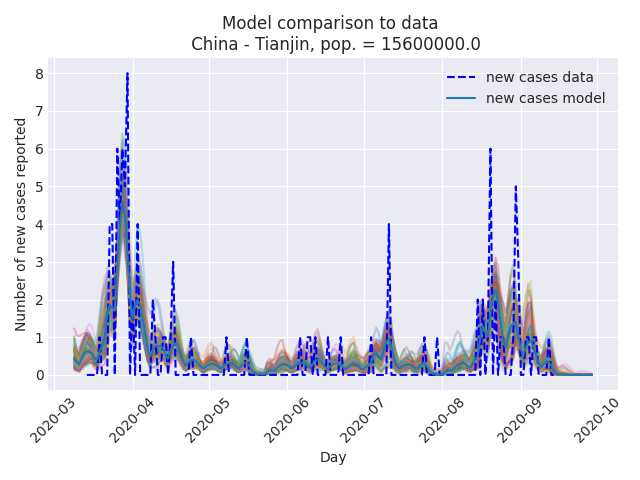 Model comparison to data
China - Tianjin, pop. = 15600000.0
new cases data
new cases model
Number of new cases reported
8
7
6
5
4
3
2
1
0
2020-03
2020-04
2020-05
2020-06
2020-07
2020-08
2020-09
2020-10
Day